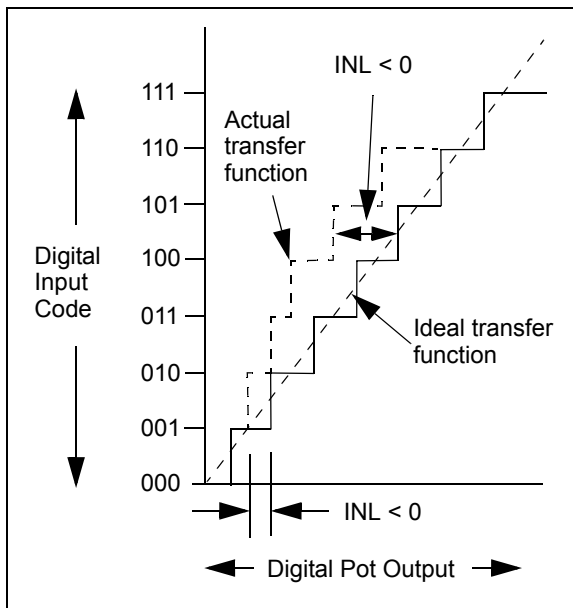 INL < 0
111
Actual
transfer
function
110
101
Digital
Input
Code
100
011
Ideal transfer
function
010
001
000
INL < 0
Digital Pot Output